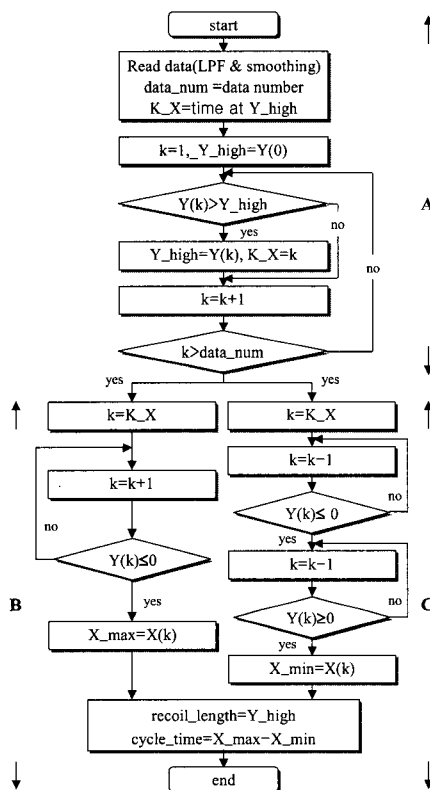 start
Read data(LPF & smoothing)
data_num =data number
K_X=time at Y_high
k=1,_Y_high=Y(0)
Y(k)>Y_high
A
yes
no
Y_high=Y(k), K_X=k
no
k=k+1
k>data_num
yes
yes
k=K_X
k=K_X
k=k−1
k=k+1
no
Y(k)≤ 0
no
yes
Y(k)≤0
k=k−1
no
B
yes
Y(k)≥0
C
X_max=X(k)
yes
X_min=X(k)
recoil_length=Y_high
cycle_time=X_max−X_min
end